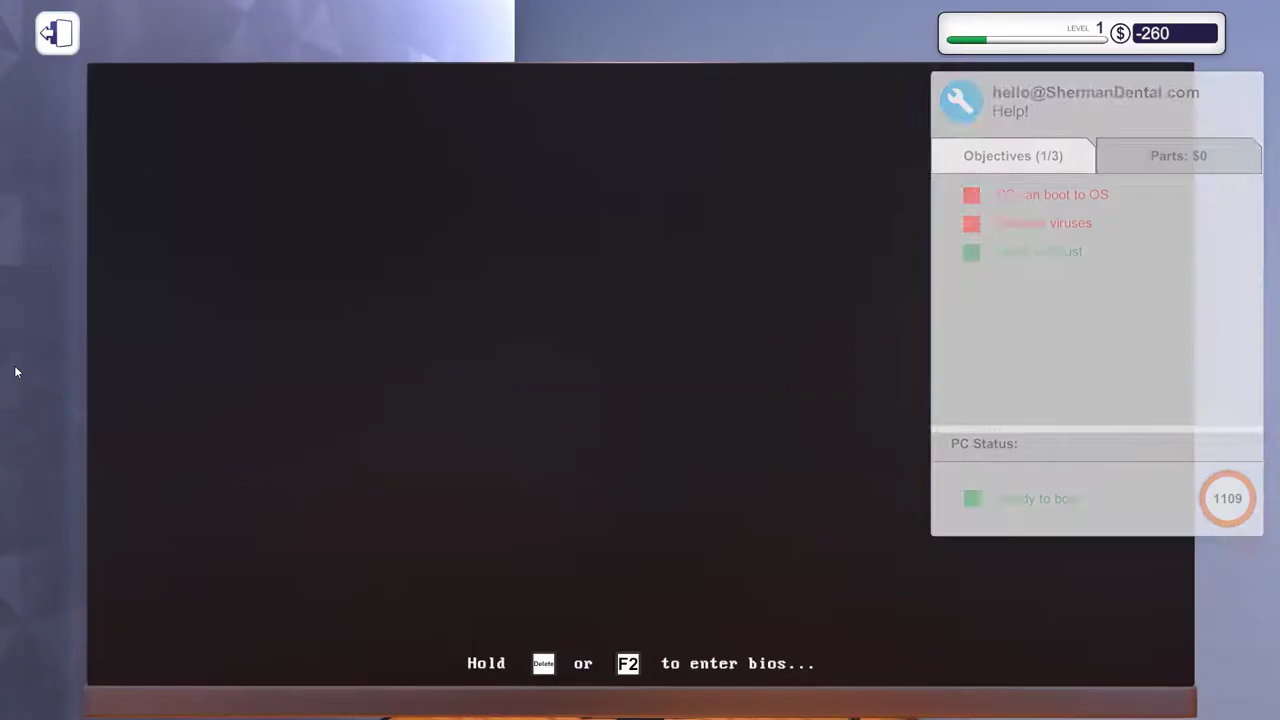 LEVEL 1 $ -260
hello@ShermanDental.com
Help!
Objectives (1/3) Parts: $0
an boot to OS
viruses
PC Status:
to
1109
Hold Delete or F2 to enter bios...